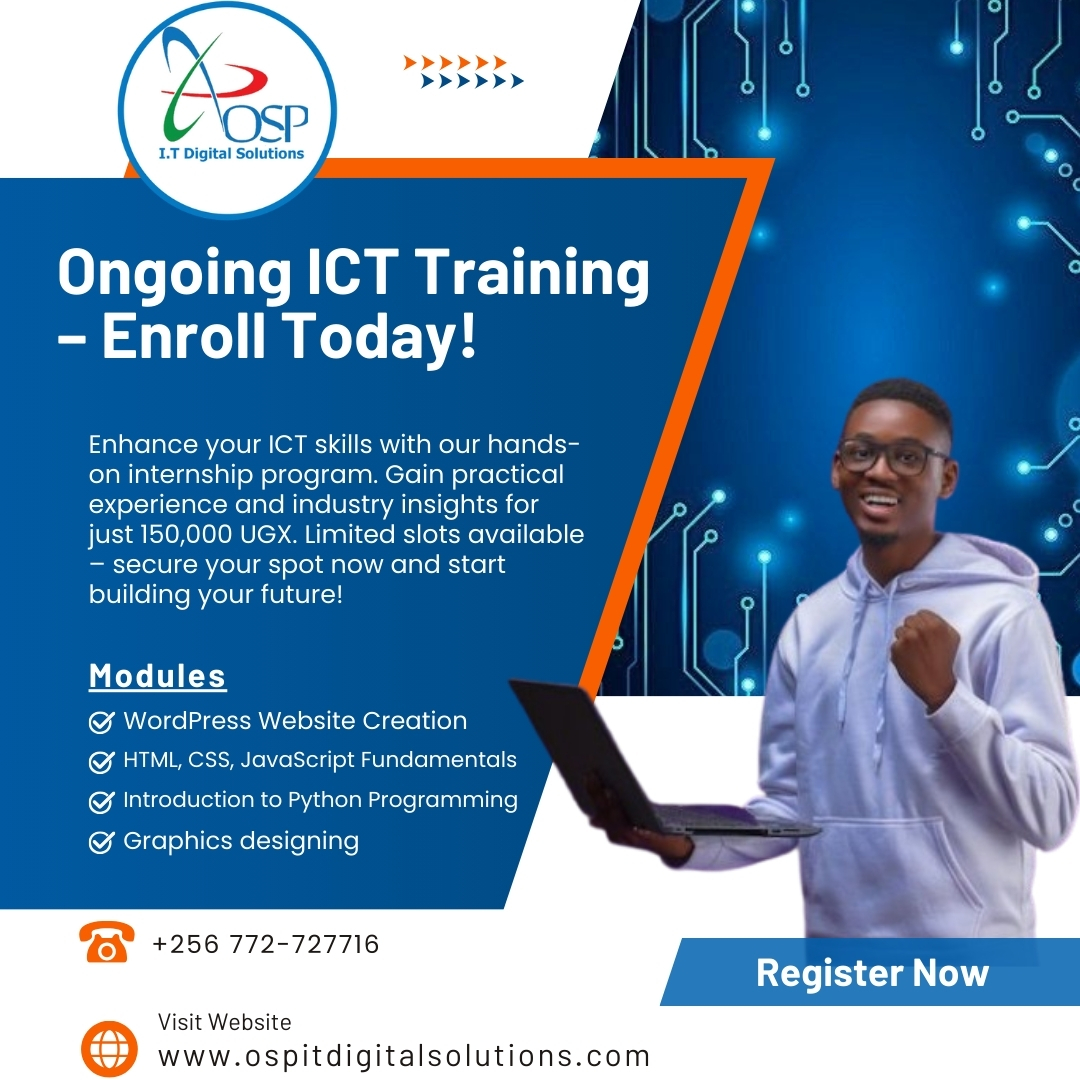 OSP
I.T Digital Solutions
Ongoing ICT Training
– Enroll Today!
Enhance your ICT skills with our hands-
on internship program. Gain practical
experience and industry insights for
just 150,000 UGX. Limited slots available
– secure your spot now and start
building your future!
Modules
WordPress Website Creation
HTML, CSS, JavaScript Fundamentals
Introduction to Python Programming
Graphics designing
+256 772-727716
Register Now
Visit Website
www.ospitdigitalsolutions.com